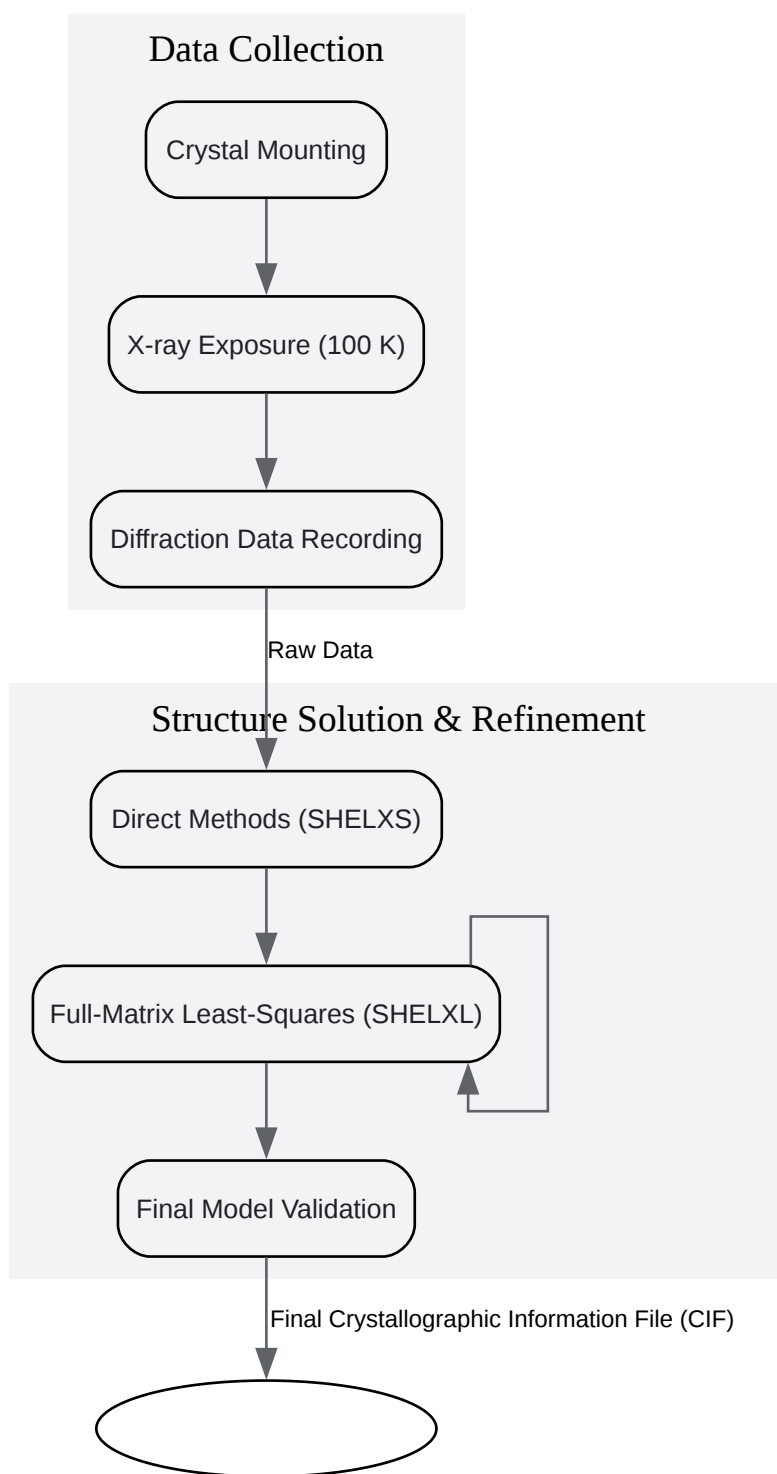 Data Collection
Crystal Mounting
X-ray Exposure (100 K)
Diffraction Data Recording
Raw Data
Structure Solution & Refinement
Direct Methods (SHELXS)
Full-Matrix Least-Squares (SHELXL)
Final Model Validation
Final Crystallographic Information File (CIF)